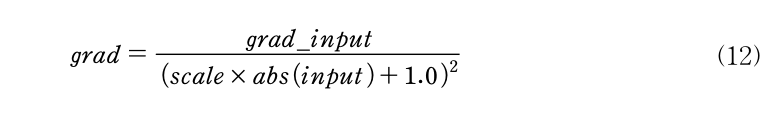 grad = grad_input / (scale × abs(input) + 1.0)² (12)